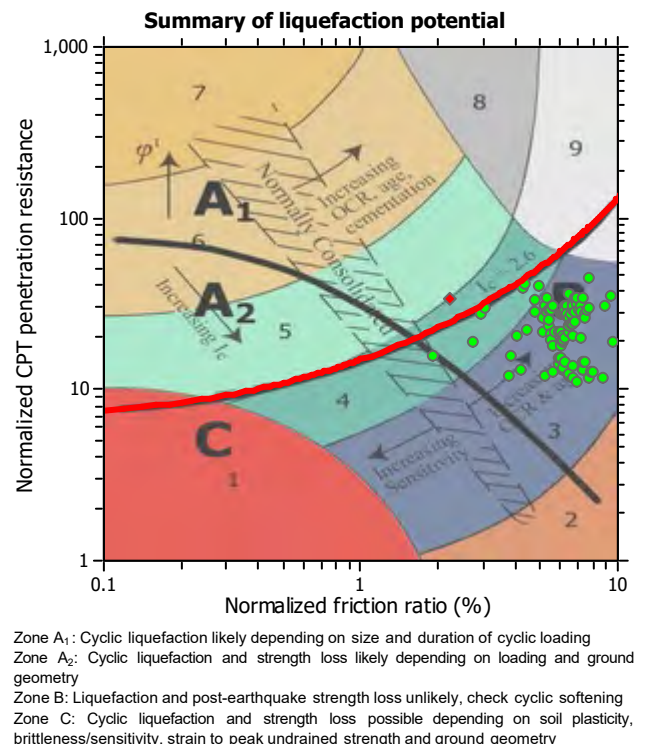 Summary of liquefaction potential
Normalized CPT penetration resistance
1,000
100
10
1
0.1
1
10
Normalized friction ratio (%)
7
8
9
φ'
A1
Increasing
OCR, age,
cementation
Normally Consolidated
6
A2
Increasing Ic
5
Ic = 2.6
B
4
C
1
Increasing
Sensitivity
3
2
Zone A1: Cyclic liquefaction likely depending on size and duration of cyclic loading
Zone A2: Cyclic liquefaction and strength loss likely depending on loading and ground
geometry
Zone B: Liquefaction and post-earthquake strength loss unlikely, check cyclic softening
Zone C: Cyclic liquefaction and strength loss possible depending on soil plasticity,
brittleness/sensitivity, strain to peak undrained strength and ground geometry